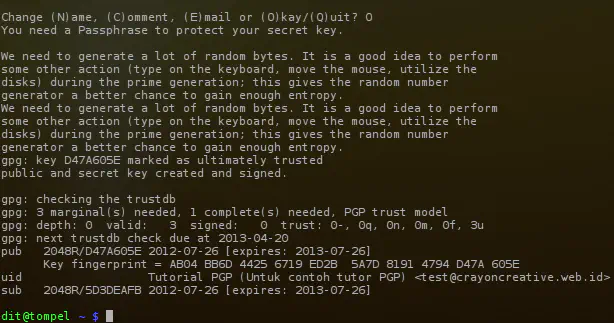 Change (N)ame, (C)omment, (E)mail or (O)kay/(Q)uit? O
You need a Passphrase to protect your secret key.
We need to generate a lot of random bytes. It is a good idea to perform
some other action (type on the keyboard, move the mouse, utilize the
disks) during the prime generation; this gives the random number
generator a better chance to gain enough entropy.
We need to generate a lot of random bytes. It is a good idea to perform
some other action (type on the keyboard, move the mouse, utilize the
disks) during the prime generation; this gives the random number
generator a better chance to gain enough entropy.
gpg: key D47A605E marked as ultimately trusted
public and secret key created and signed.
gpg: checking the trustdb
gpg: 3 marginal(s) needed, 1 complete(s) needed, PGP trust model
gpg: depth: 0  valid:   3  signed:   0  trust: 0-, 0q, 0n, 0m, 0f, 3u
gpg: next trustdb check due at 2013-04-20
pub   2048R/D47A605E 2012-07-26 [expires: 2013-07-26]
Key fingerprint = AB04 BB6D 4425 6719 ED2B  5A7D 8191 4794 D47A 605E
uid                  Tutorial PGP (Untuk contoh tutor PGP) <test@crayoncreative.web.id>
sub   2048R/5D3DEAFB 2012-07-26 [expires: 2013-07-26]
dit@tompel ~ $